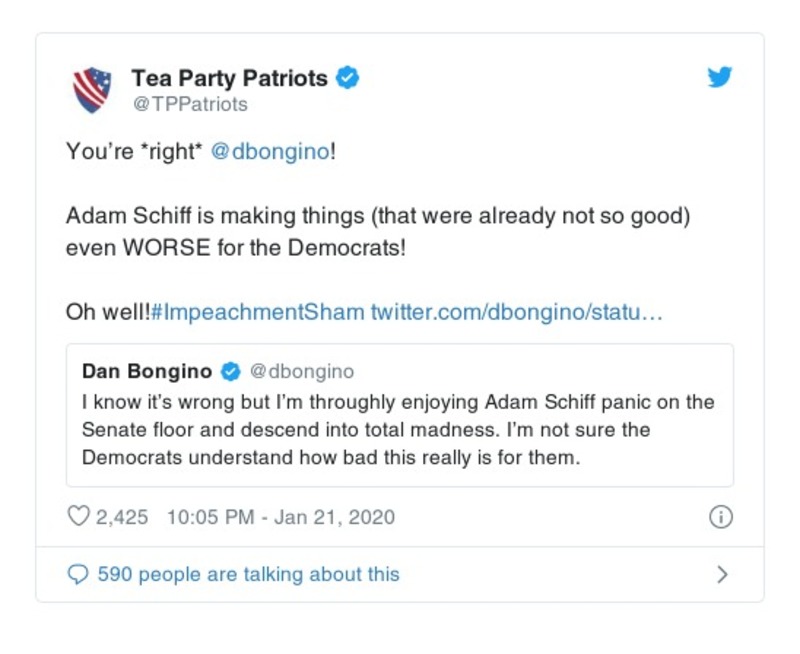 Tea Party Patriots
@TPPatriots
You're *right* @dbongino!
Adam Schiff is making things (that were already not so good)
even WORSE for the Democrats!
Oh well!#ImpeachmentSham twitter.com/dbongino/statu…
Dan Bongino @dbongino
I know it's wrong but I'm throughly enjoying Adam Schiff panic on the
Senate floor and descend into total madness. I'm not sure the
Democrats understand how bad this really is for them.
2,425 10:05 PM - Jan 21, 2020
590 people are talking about this